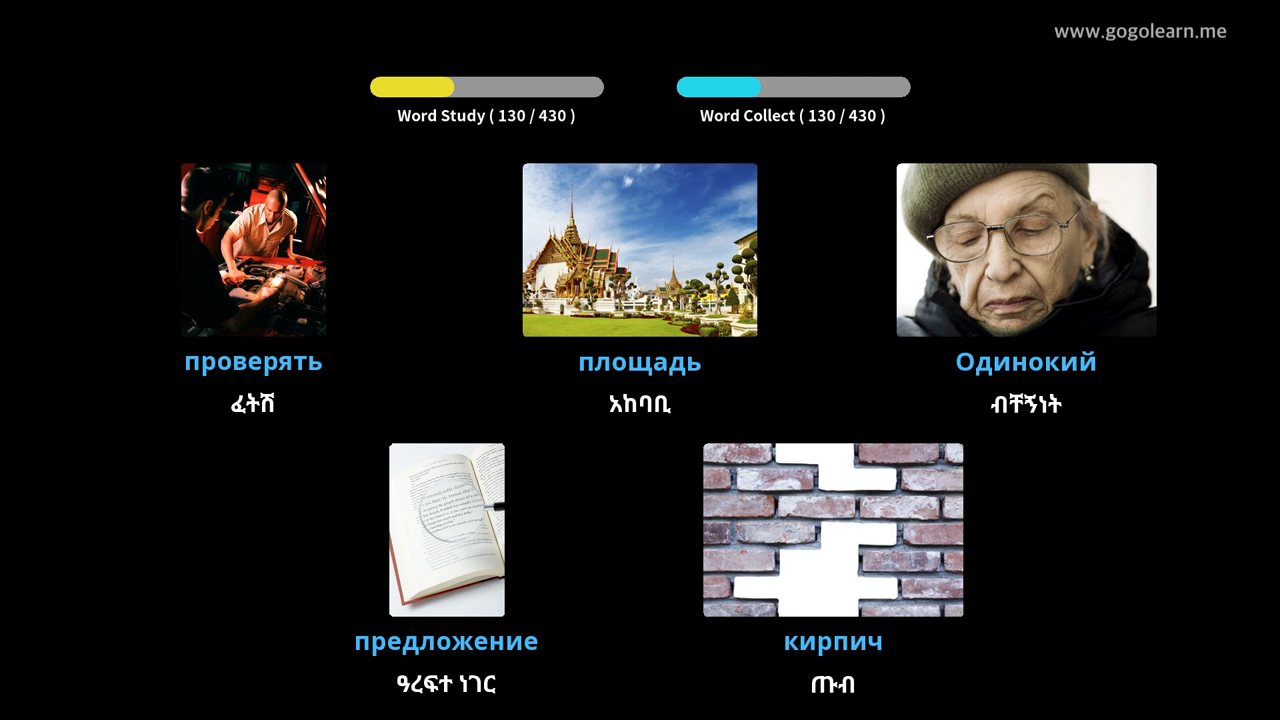 www.gogolearn.me
Word Study ( 130 / 430 )
Word Collect ( 130 / 430 )
проверять
ፈትሽ
площадь
አከባቢ
Одинокий
ብቸኝነት
предложение
ዓረፍተ ነገር
кирпич
ጡብ